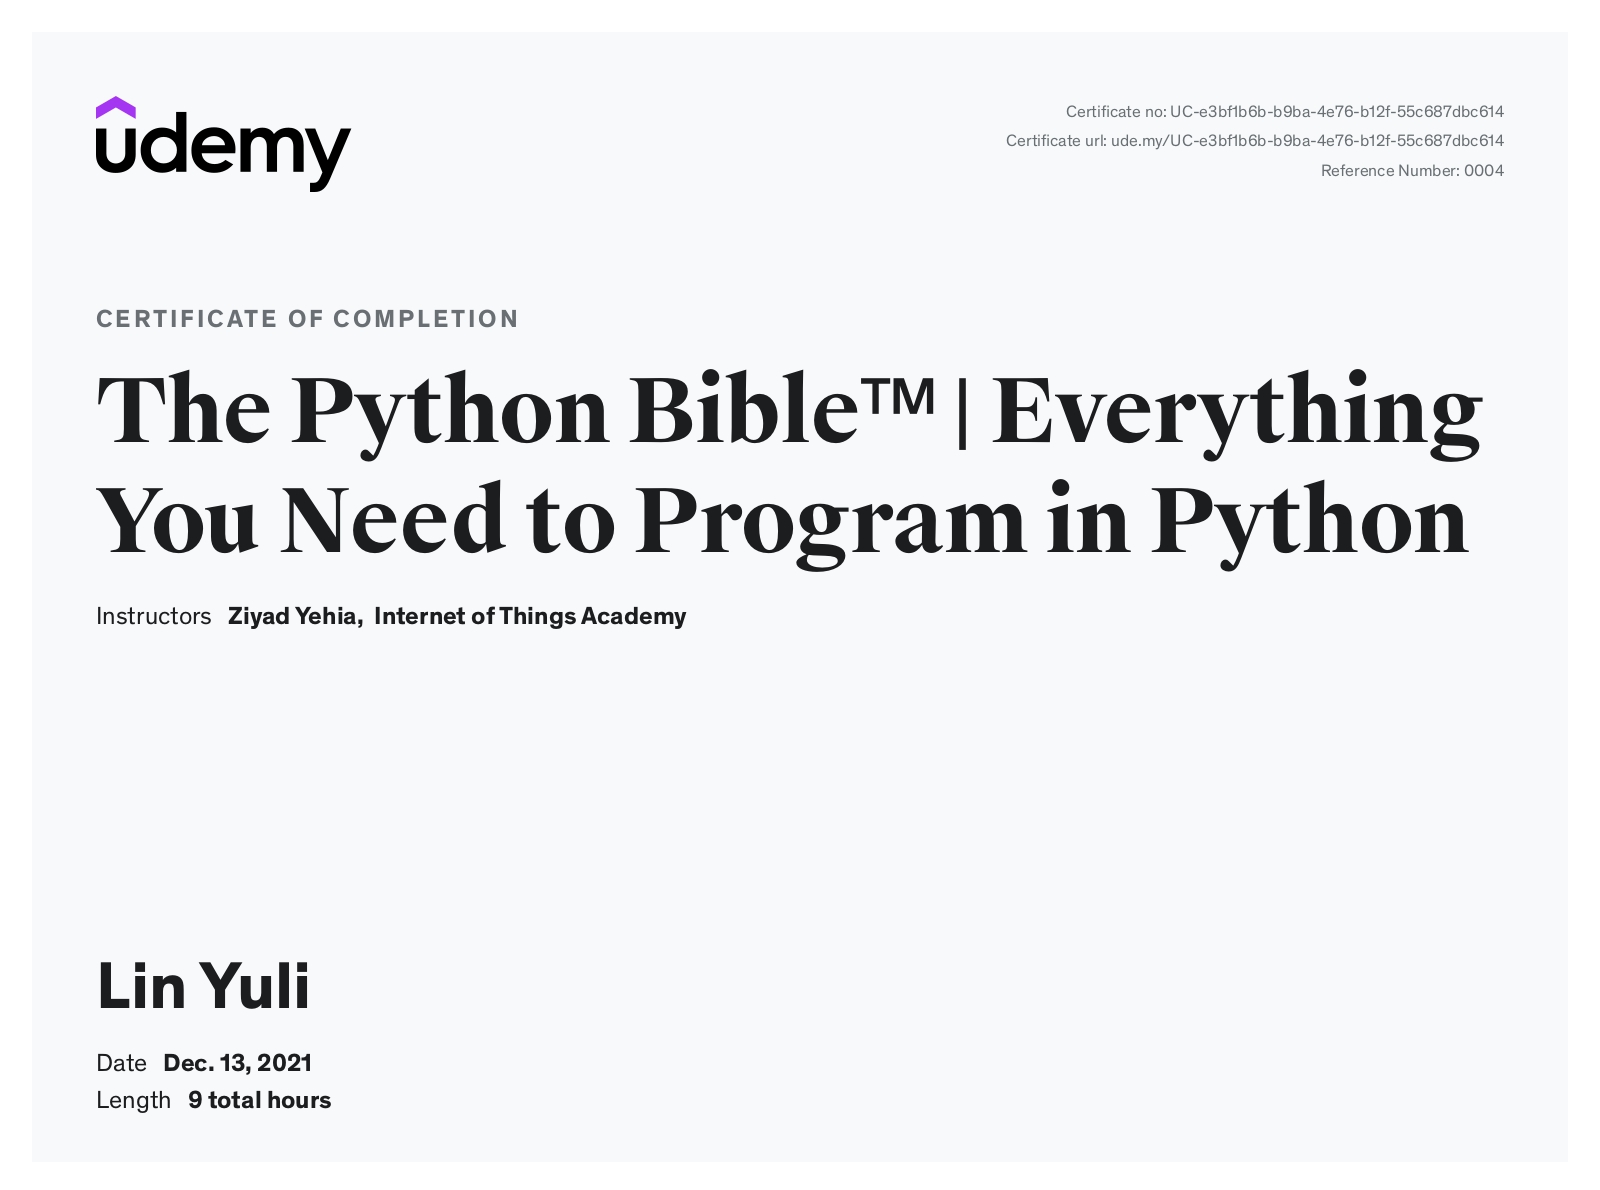 udemy
Certificate no: UC-e3bf1b6b-b9ba-4e76-b12f-55c687dbc614
Certificate url: ude.my/UC-e3bf1b6b-b9ba-4e76-b12f-55c687dbc614
Reference Number: 0004
CERTIFICATE OF COMPLETION
The Python Bible™ | Everything
You Need to Program in Python
Instructors Ziyad Yehia, Internet of Things Academy
Lin Yuli
Date Dec. 13, 2021
Length 9 total hours